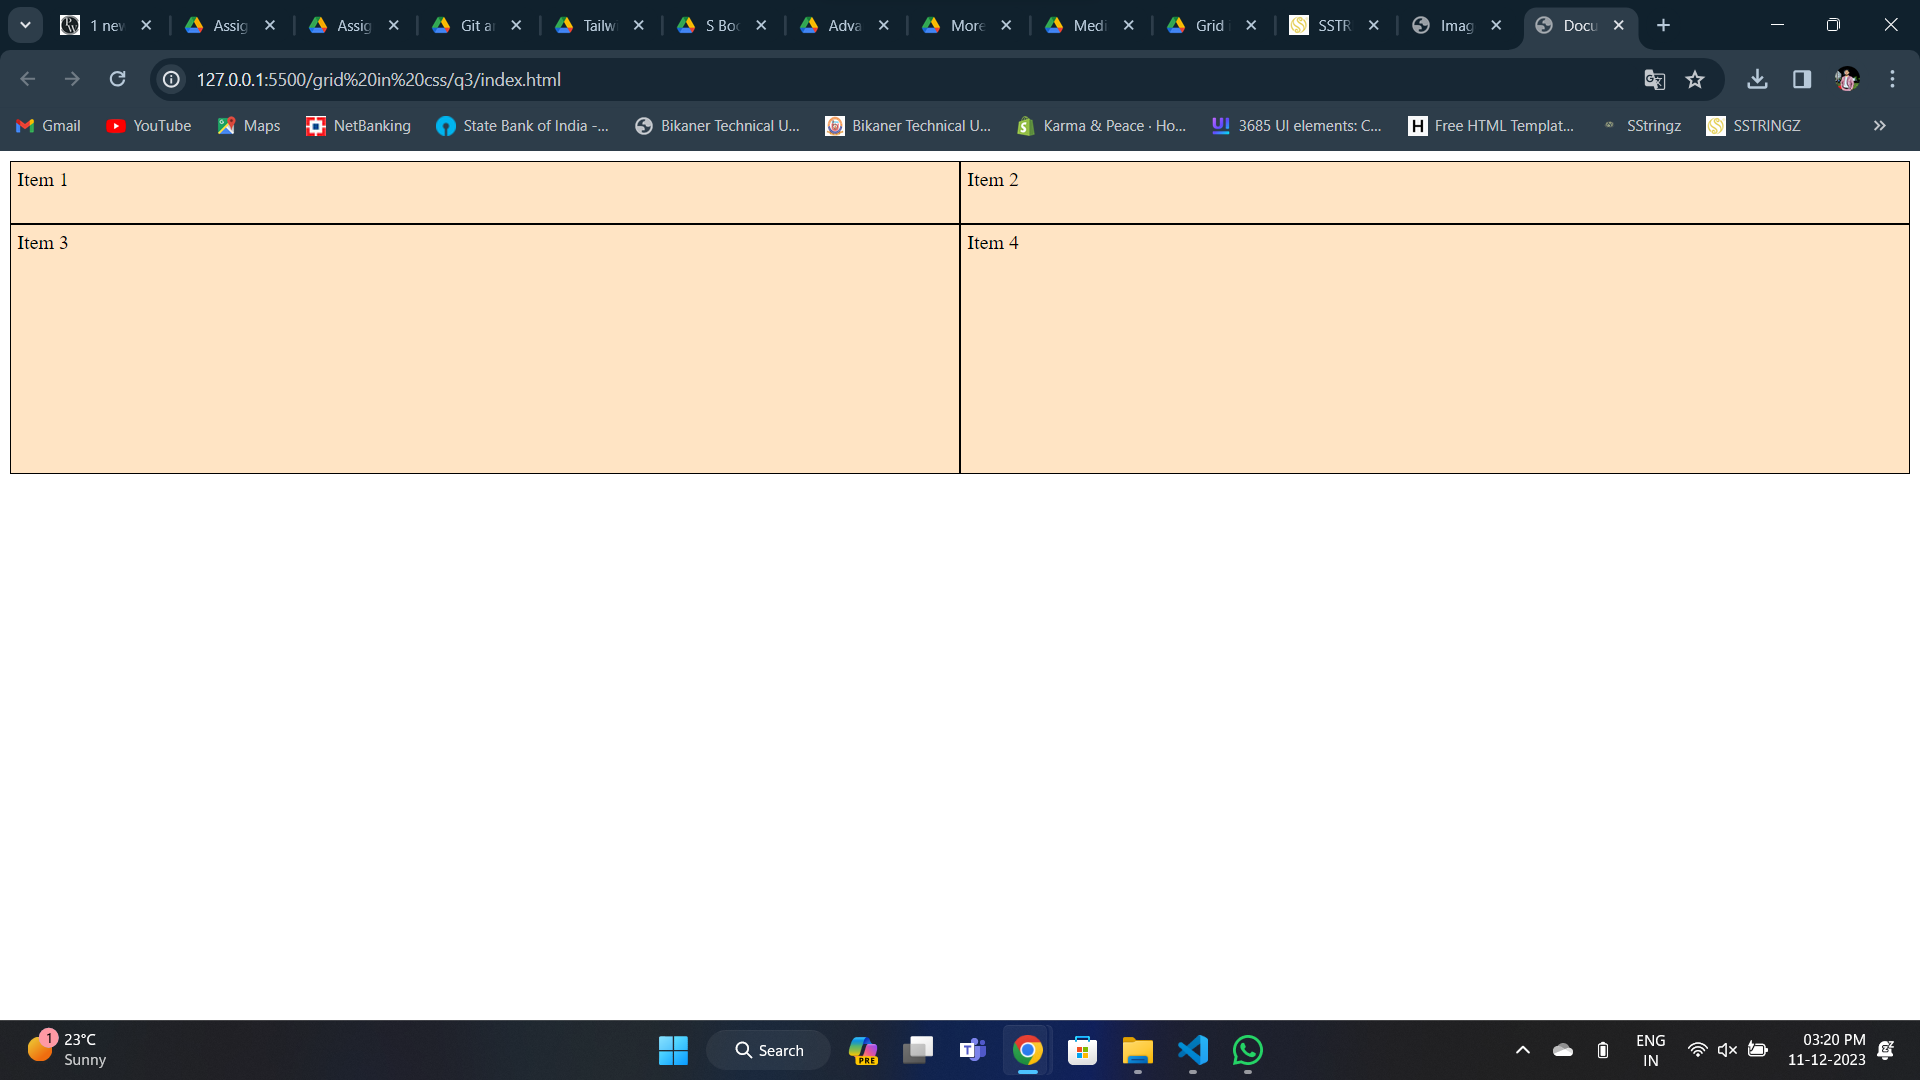 1 new
Assig
Assig
Git an
Tailwi
S Boo
Adva
More
Medi
Grid i
SSTR
Imag
Docu
127.0.0.1:5500/grid%20in%20css/q3/index.html
Gmail
YouTube
Maps
NetBanking
State Bank of India -...
Bikaner Technical U...
Bikaner Technical U...
Karma & Peace · Ho...
3685 UI elements: C...
Free HTML Templat...
SStringz
SSTRINGZ
Item 1
Item 2
Item 3
Item 4
1
23°C
Sunny
Search
PRE
ENG
IN
03:20 PM
11-12-2023